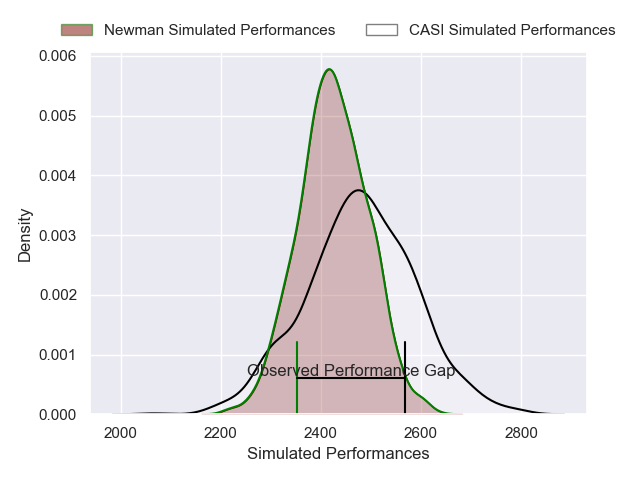 Newman Simulated Performances CASI Simulated Performances
0.006
0.005
0.004
0.003
0.002
0.001
0.000
Density
Observed Performance Gap
2000 2200 2400 2600 2800
Simulated Performances